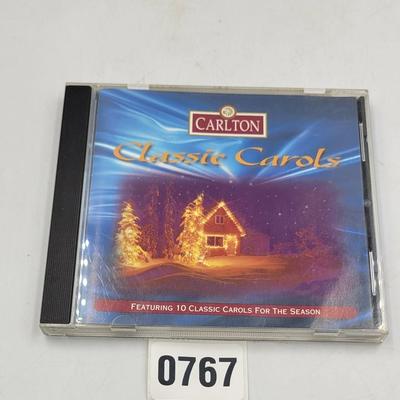 CARLTON
Classic Carols
FEATURING 10 CLASSIC CAROLS FOR THE SEASON
0767